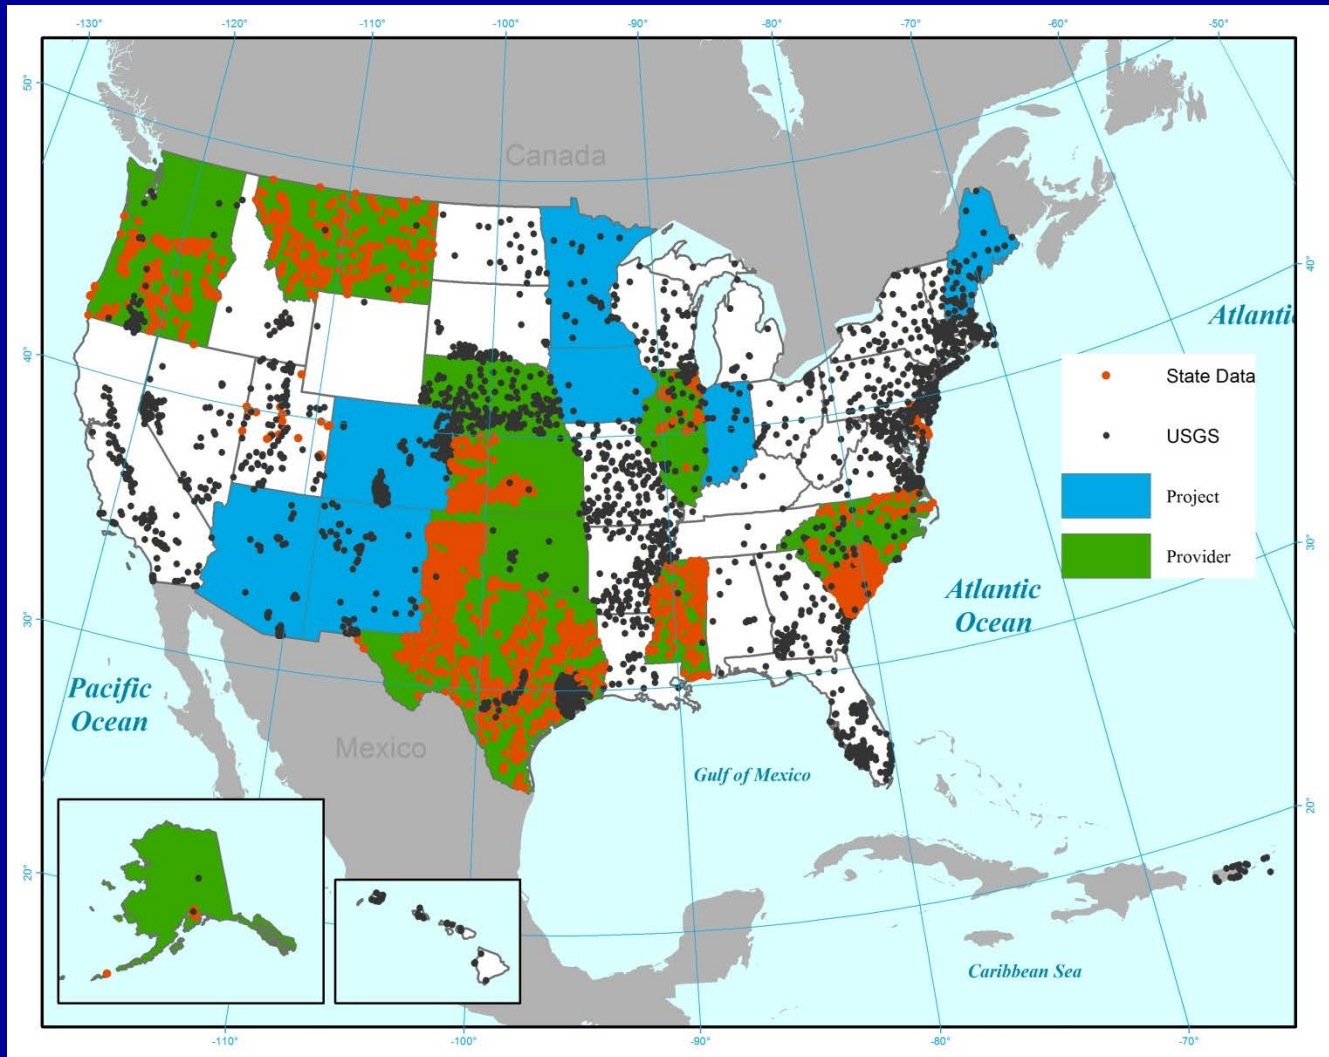 -130°
-120°
-110°
-100°
-90°
-80°
-70°
-60°
-50°
50°
Canada
40°
40°
Atlantic
State Data
USGS
Project
Provider
30°
30°
Atlantic
Ocean
Pacific
Ocean
Mexico
Gulf of Mexico
20°
20°
Caribbean Sea
-110°
-100°
-90°
-80°
-70°